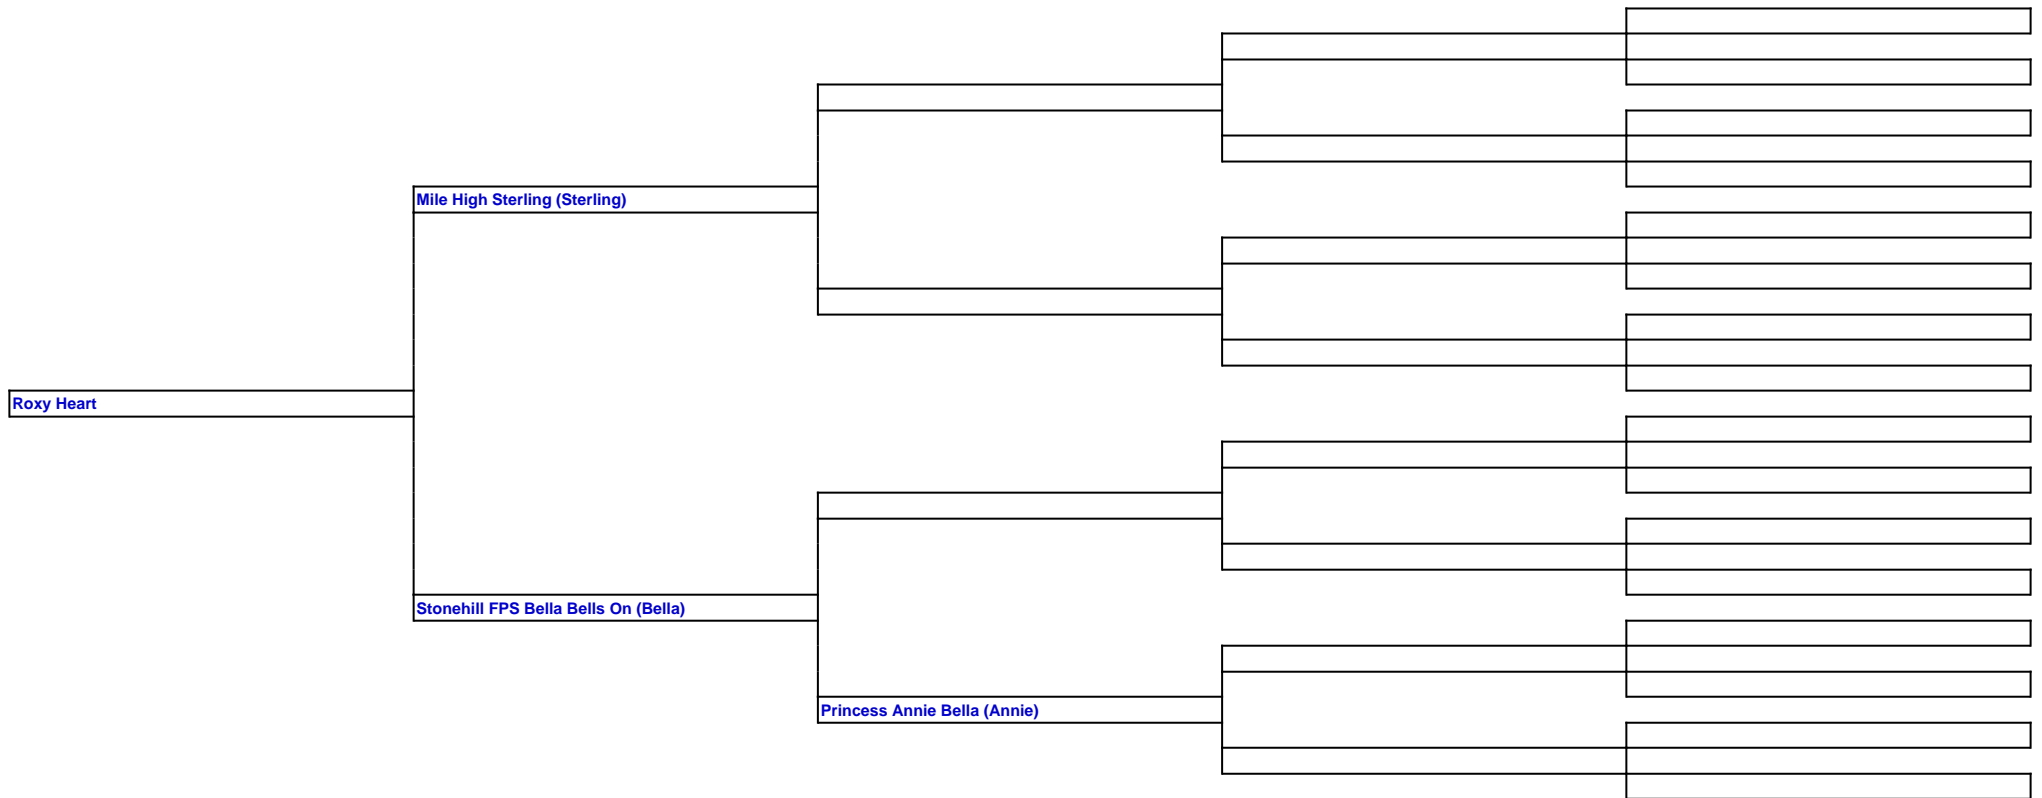 Mile High Sterling (Sterling)
Roxy Heart
Stonehill FPS Bella Bells On (Bella)
Princess Annie Bella (Annie)